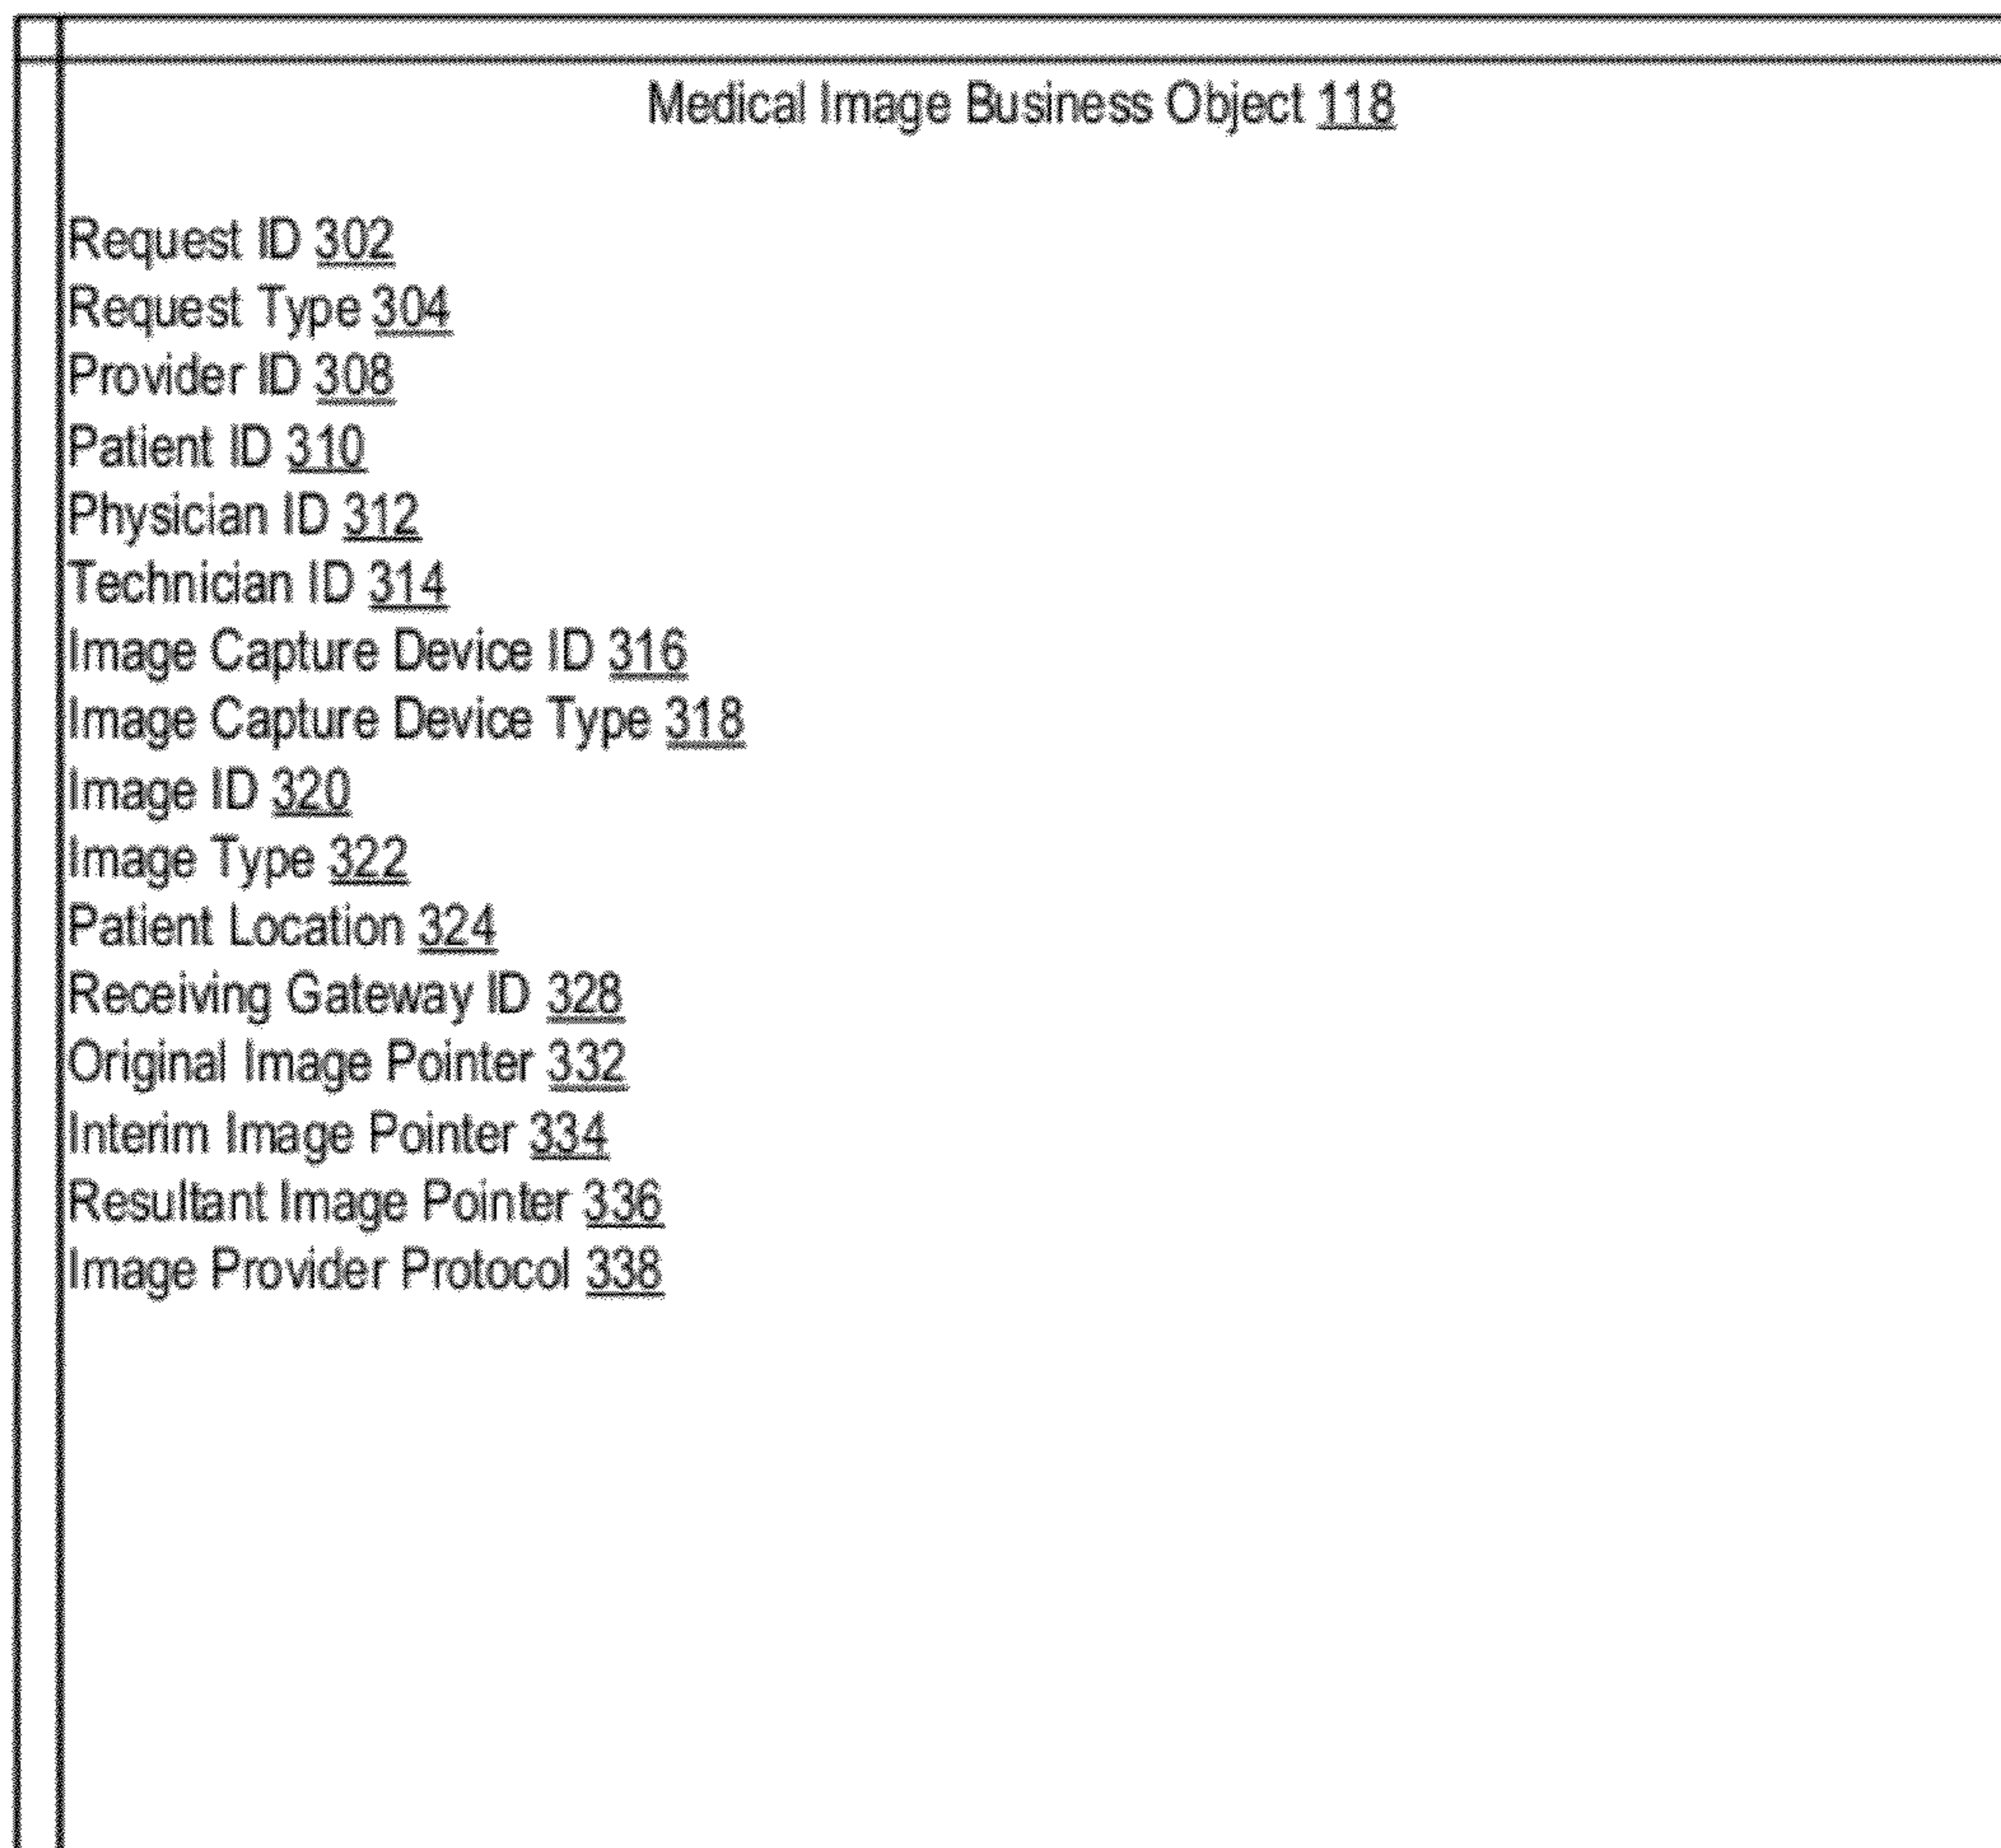 Medical Image Business Object 118
Request ID 302
Request Type 304
Provider ID 308
Patient ID 310
Physician ID 312
Technician ID 314
Image Capture Device ID 316
Image Capture Device Type 318
Image ID 320
Image Type 322
Patient Location 324
Receiving Gateway ID 328
Original Image Pointer 332
Interim Image Pointer 334
Resultant Image Pointer 336
Image Provider Protocol 338